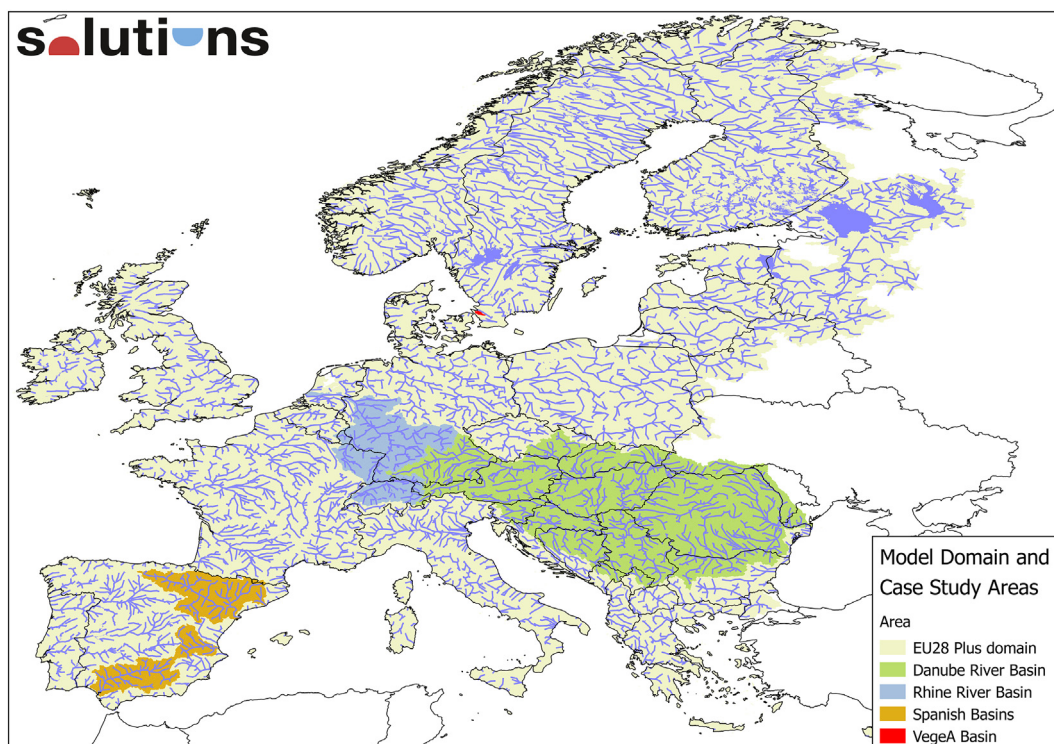 solutions
Model Domain and
Case Study Areas
Area
EU28 Plus domain
Danube River Basin
Rhine River Basin
Spanish Basins
VegeA Basin